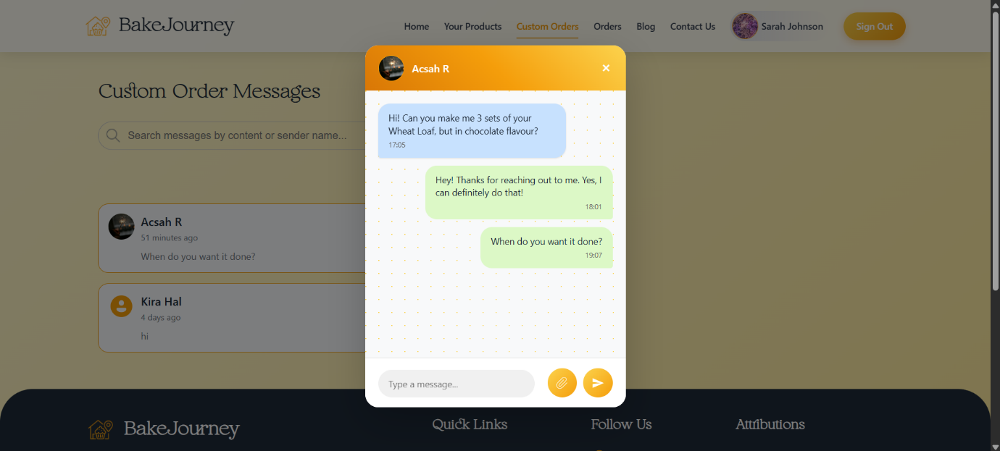 BakeJourney
Home Your Products Custom Orders Orders Blog Contact Us Sarah Johnson Sign Out
Custom Order Messages
Search messages by content or sender name...
Acsah R
51 minutes ago
When do you want it done?
Kira Hal
4 days ago
hi
Acsah R
Hi! Can you make me 3 sets of your
Wheat Loaf, but in chocolate flavour?
17:05
Hey! Thanks for reaching out to me. Yes, I
can definitely do that!
18:01
When do you want it done?
19:07
Type a message...
BakeJourney
Quick Links
Follow Us
Attributions